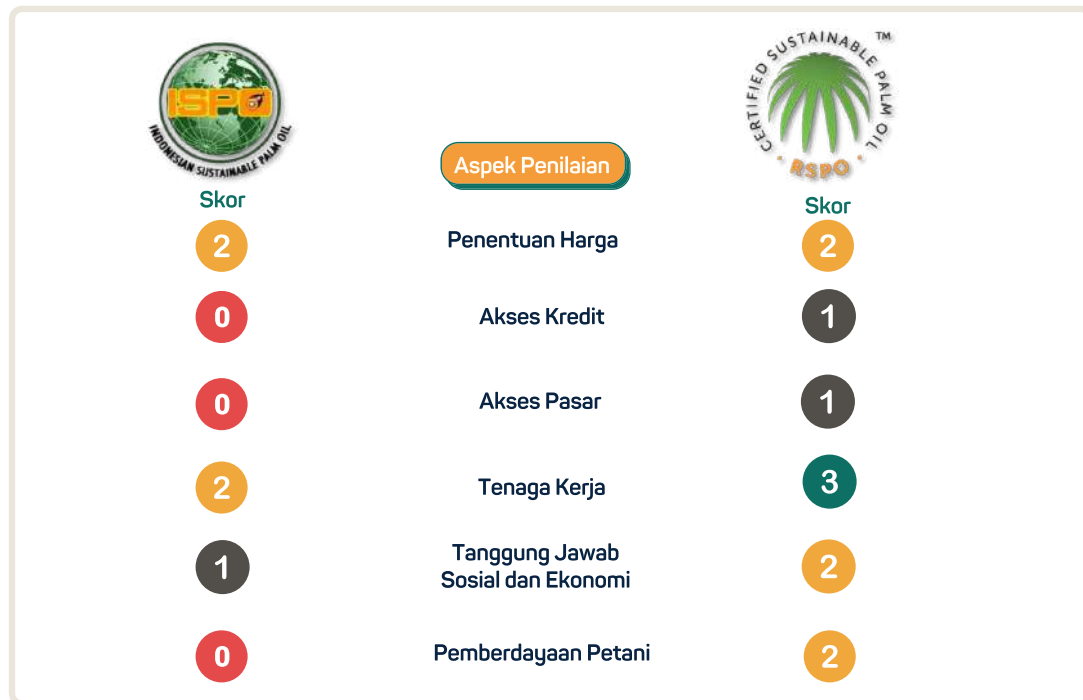 ISPO
INDONESIAN SUSTAINABLE PALM OIL
CERTIFIED SUSTAINABLE PALM OIL TM
RSPO
Aspek Penilaian
Skor
Skor
2
Penentuan Harga
2
0
Akses Kredit
1
0
Akses Pasar
1
2
Tenaga Kerja
3
1
Tanggung Jawab
Sosial dan Ekonomi
2
0
Pemberdayaan Petani
2